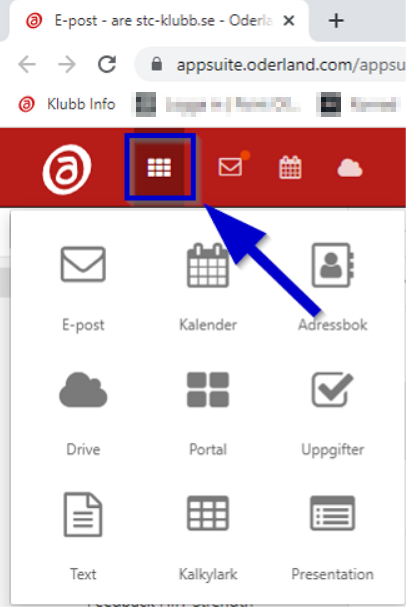 E-post - are stc-klubb.se - Oderla
appsuite.oderland.com/appsu
Klubb Info
E-post Kalender Adressbok
Drive Portal Uppgifter
Text Kalkylark Presentation